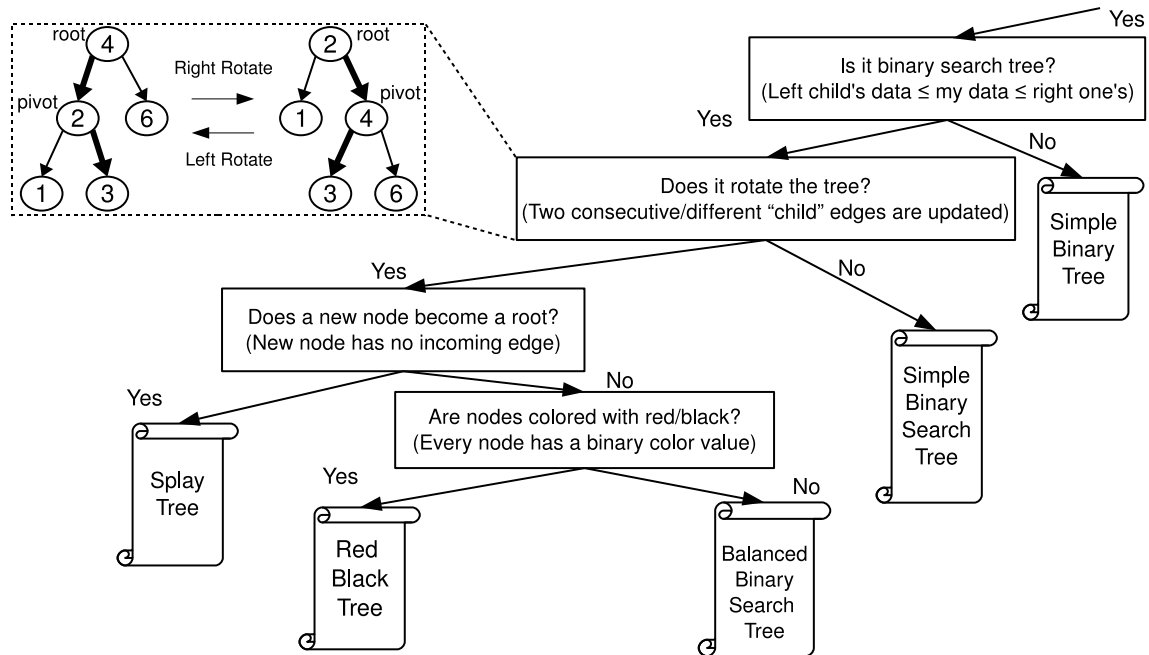 root
4
2
root
Right Rotate
pivot
2
6
1
4
pivot
Left Rotate
1
3
3
6
Yes
Is it binary search tree?
(Left child's data ≤ my data ≤ right one's)
Yes
No
Does it rotate the tree?
(Two consecutive/different “child” edges are updated)
Simple
Binary
Tree
Yes
No
Does a new node become a root?
(New node has no incoming edge)
Simple
Binary
Search
Tree
Yes
No
Are nodes colored with red/black?
(Every node has a binary color value)
Splay
Tree
Yes
No
Red
Black
Tree
Balanced
Binary
Search
Tree